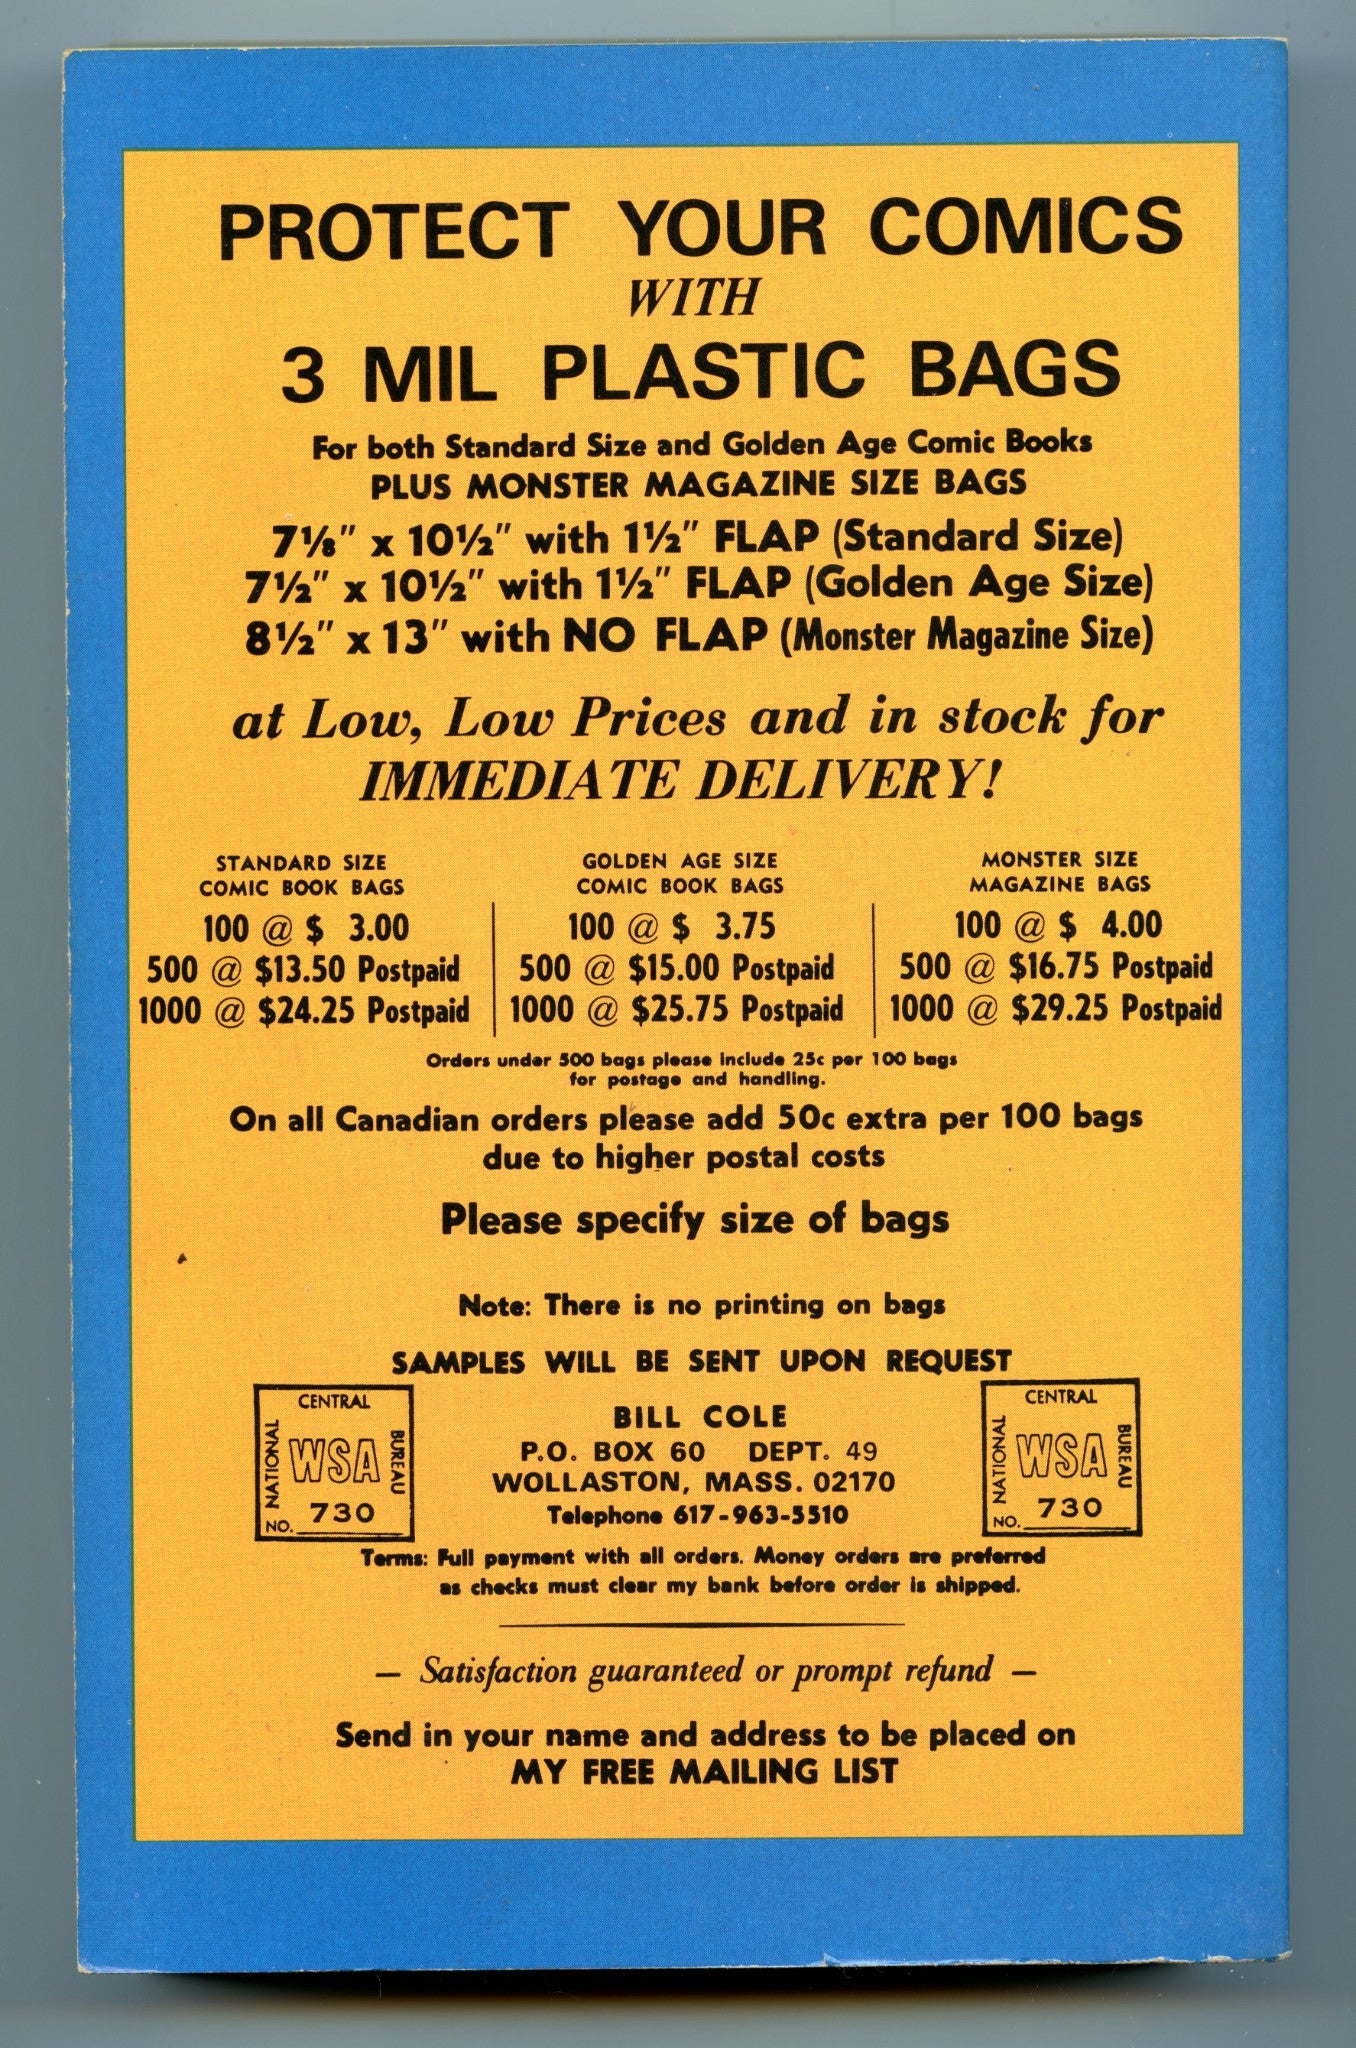 PROTECT YOUR COMICS
WITH
3 MIL PLASTIC BAGS
For both Standard Size and Golden Age Comic Books
PLUS MONSTER MAGAZINE SIZE BAGS
7⅛" x 10½" with 1½" FLAP (Standard Size)
7½" x 10½" with 1½" FLAP (Golden Age Size)
8½" x 13" with NO FLAP (Monster Magazine Size)
at Low, Low Prices and in stock for
IMMEDIATE DELIVERY!
STANDARD SIZE
COMIC BOOK BAGS
100 @ $ 3.00
500 @ $13.50 Postpaid
1000 @ $24.25 Postpaid
GOLDEN AGE SIZE
COMIC BOOK BAGS
100 @ $ 3.75
500 @ $15.00 Postpaid
1000 @ $25.75 Postpaid
MONSTER SIZE
MAGAZINE BAGS
100 @ $ 4.00
500 @ $16.75 Postpaid
1000 @ $29.25 Postpaid
Orders under 500 bags please include 25c per 100 bags
for postage and handling.
On all Canadian orders please add 50c extra per 100 bags
due to higher postal costs
Please specify size of bags
Note: There is no printing on bags
SAMPLES WILL BE SENT UPON REQUEST
CENTRAL
NATIONAL
WSA
BUREAU
NO. 730
BILL COLE
P.O. BOX 60 DEPT. 49
WOLLASTON, MASS. 02170
Telephone 617-963-5510
CENTRAL
NATIONAL
WSA
BUREAU
NO. 730
Terms: Full payment with all orders. Money orders are preferred
as checks must clear my bank before order is shipped.
— Satisfaction guaranteed or prompt refund —
Send in your name and address to be placed on
MY FREE MAILING LIST